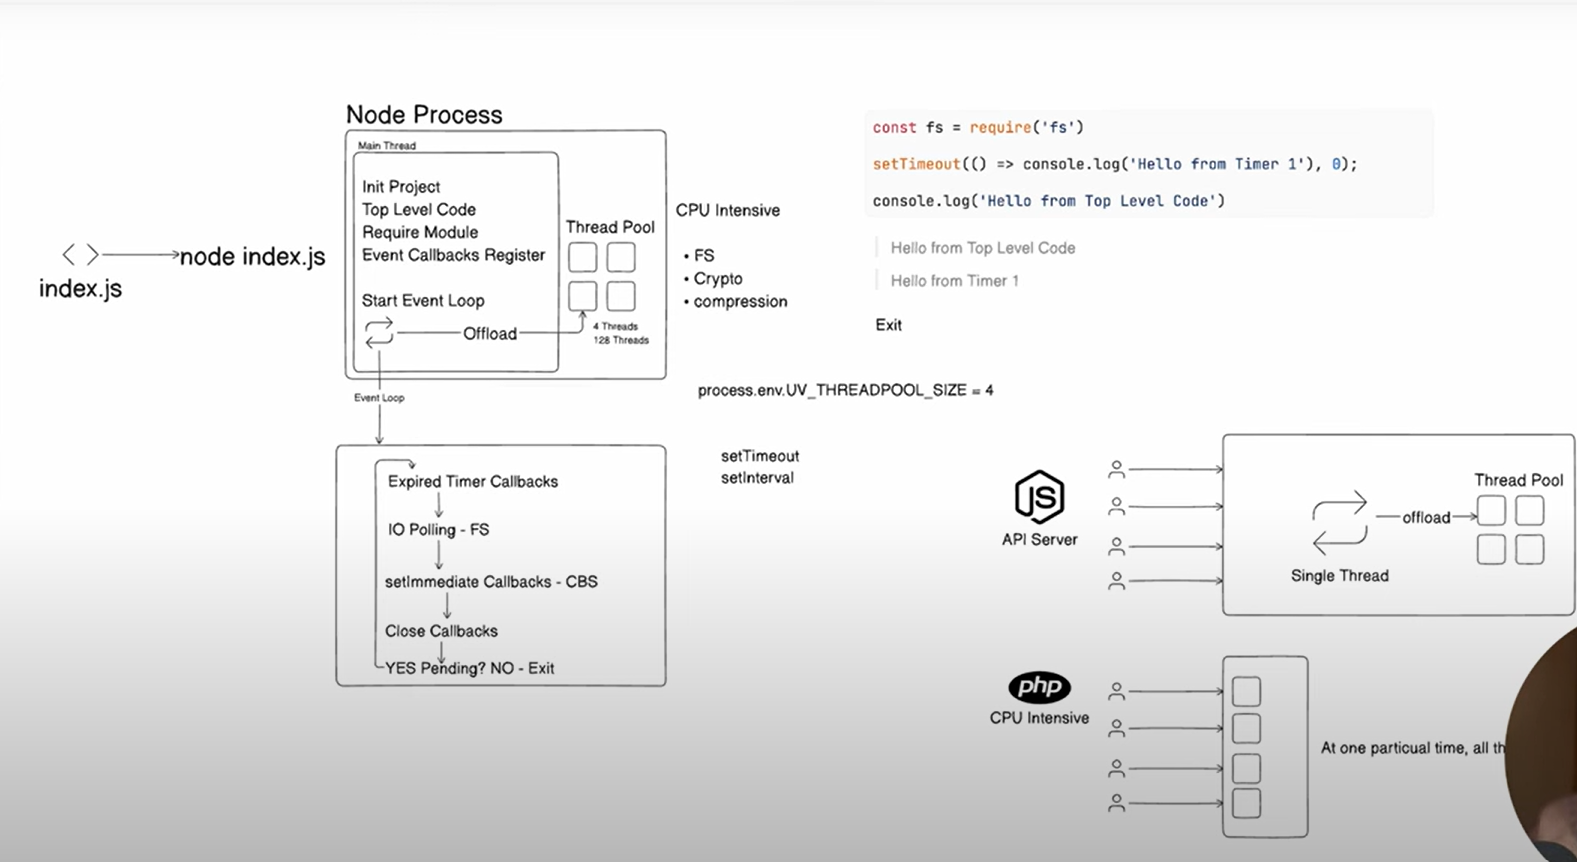 Node Process
Main Thread
Init Project
Top Level Code
Require Module
Event Callbacks Register
Start Event Loop
Offload
Thread Pool
4 Threads
128 Threads
CPU Intensive
• FS
• Crypto
• compression
< >
index.js
node index.js
Event Loop
Expired Timer Callbacks
IO Polling - FS
setImmediate Callbacks - CBS
Close Callbacks
YES Pending? NO - Exit
const fs = require('fs')
setTimeout(() => console.log('Hello from Timer 1'), 0);
console.log('Hello from Top Level Code')
Hello from Top Level Code
Hello from Timer 1
Exit
process.env.UV_THREADPOOL_SIZE = 4
setTimeout
setInterval
JS
API Server
Thread Pool
offload
Single Thread
php
CPU Intensive
At one particual time, all th